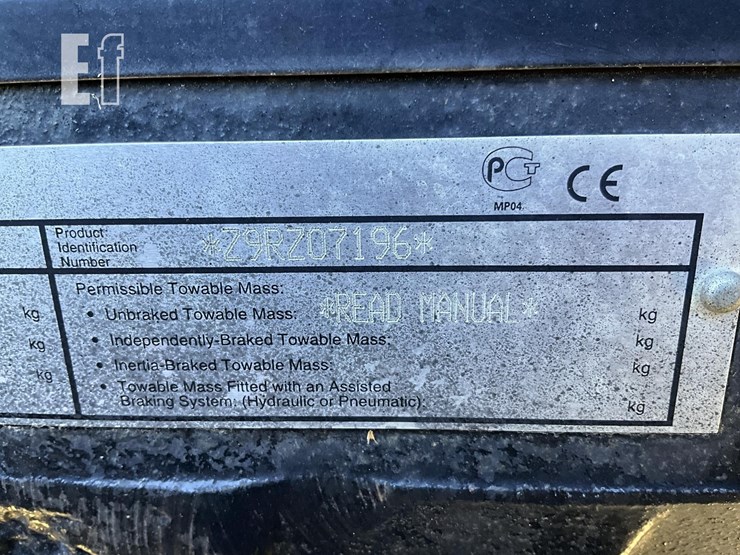 Ef
РСТ CE
MP04
Product
Identification
Number
*Z9RZ07196*
Permissible Towable Mass:
kg • Unbraked Towable Mass: *READ MANUAL* kg
kg • Independently-Braked Towable Mass: kg
kg • Inertia-Braked Towable Mass: kg
• Towable Mass Fitted with an Assisted
Braking System: (Hydraulic or Pneumatic): kg